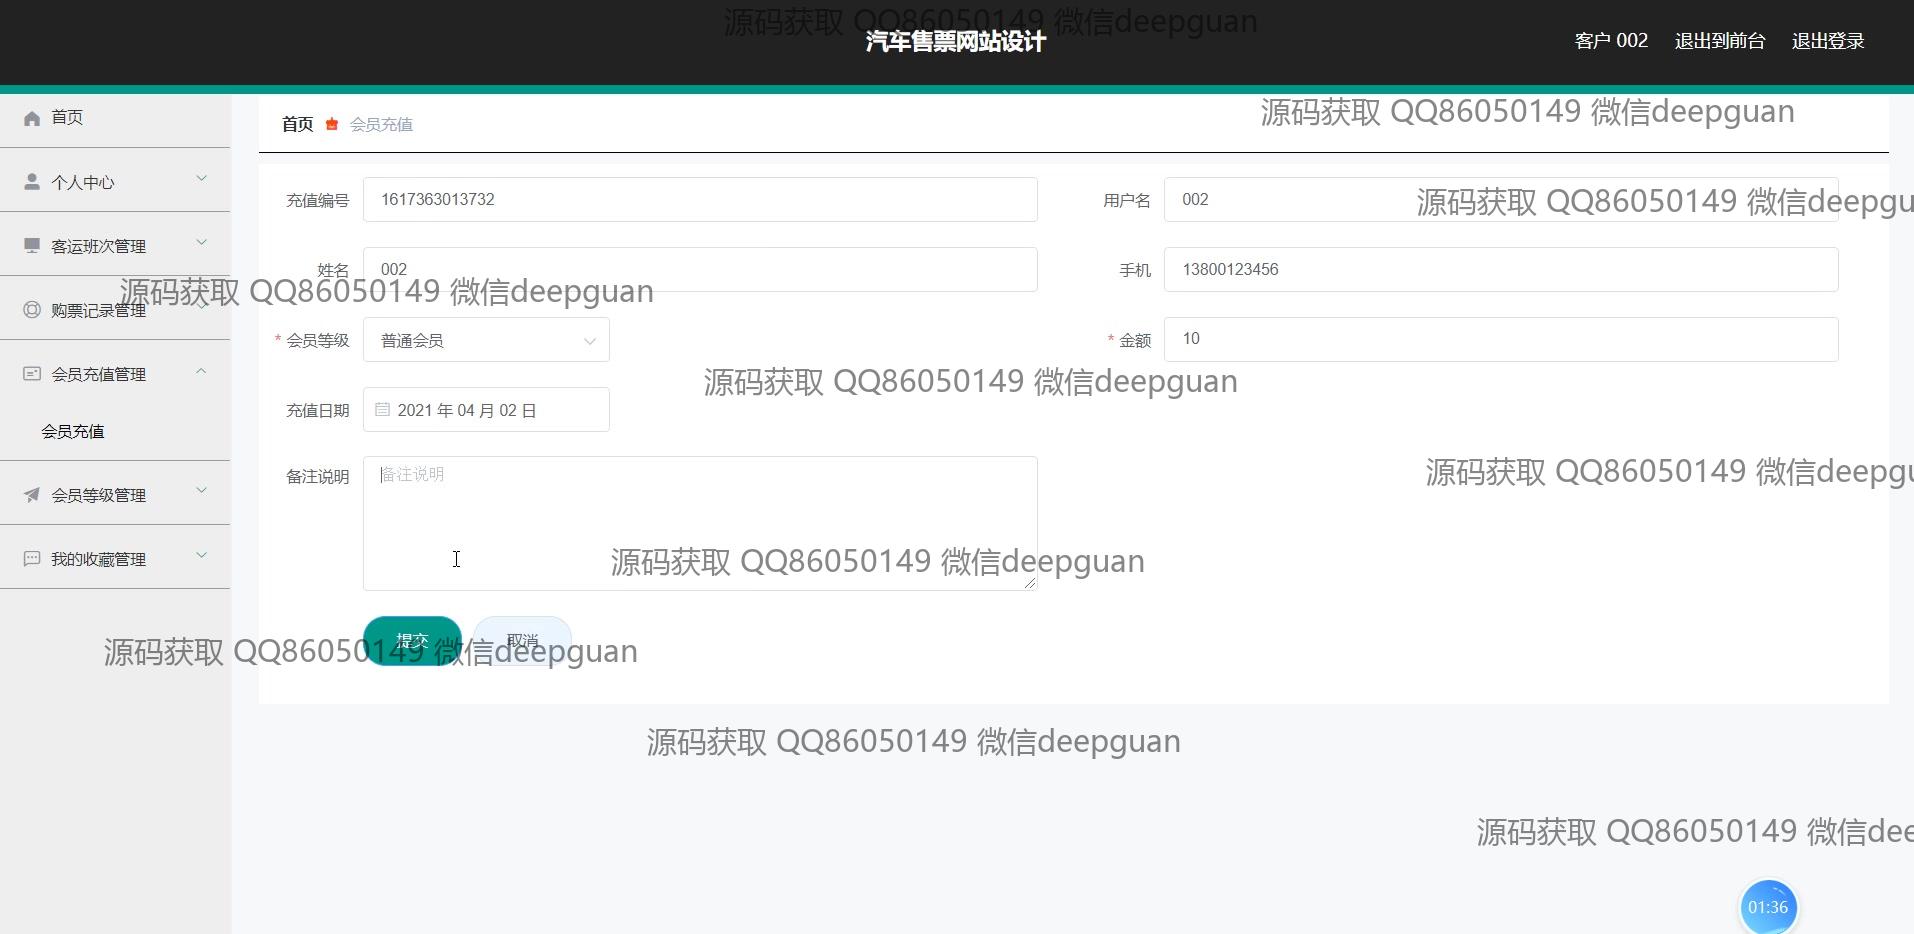 源码获取 QQ86050149 微信deepguan
汽车售票网站设计
客户 002 退出到前台 退出登录
首页
首页 会员充值
源码获取 QQ86050149 微信deepguan
个人中心
充值编号 1617363013732 用户名 002
源码获取 QQ86050149 微信deepgu
客运班次管理
姓名 002 手机 13800123456
源码获取 QQ86050149 微信deepguan
购票记录管理
* 会员等级 普通会员 * 金额 10
会员充值管理
源码获取 QQ86050149 微信deepguan
充值日期 2021 年 04 月 02 日
会员充值
备注说明 备注说明
源码获取 QQ86050149 微信deepgu
会员等级管理
我的收藏管理
源码获取 QQ86050149 微信deepguan
提交 取消
源码获取 QQ86050149 微信deepguan
源码获取 QQ86050149 微信deepguan
源码获取 QQ86050149 微信dee
01:36